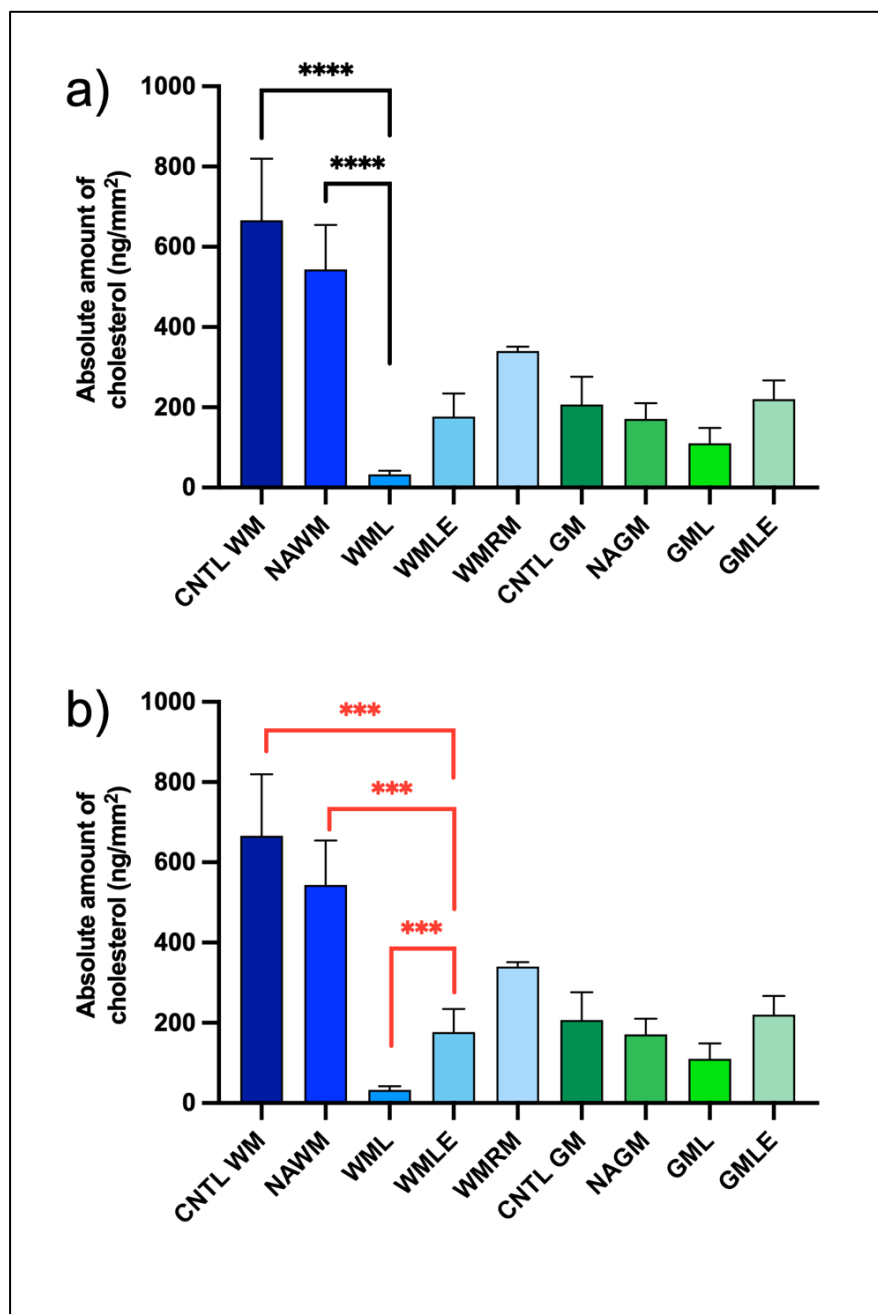 a)
Absolute amount of
cholesterol (ng/mm²)
1000
800
600
400
200
0
****
****
CNTL WM
NAWM
WML
WMLE
WMRM
CNTL GM
NAGM
GML
GMLE
b)
Absolute amount of
cholesterol (ng/mm²)
1000
800
600
400
200
0
***
***
***
CNTL WM
NAWM
WML
WMLE
WMRM
CNTL GM
NAGM
GML
GMLE